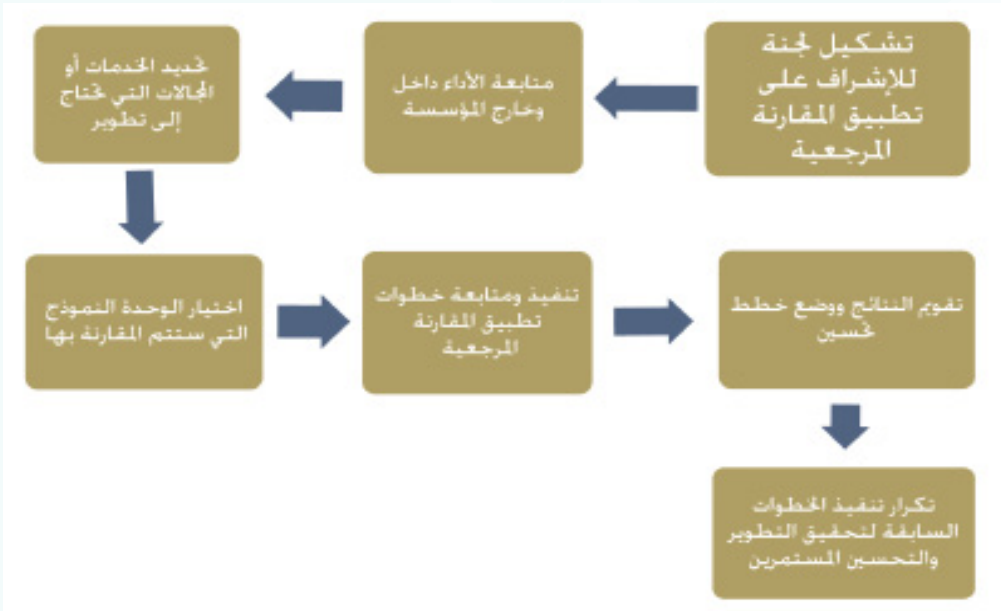 تشكيل لجنة
للإشراف على
تطبيق المقارنة
المرجعية
متابعة الأداء داخل
وخارج المؤسسة
تحديد الخدمات أو
المجالات التي تحتاج
إلى تطوير
اختيار الوحدة النموذج
التي ستتم المقارنة بها
تنفيذ ومتابعة خطوات
تطبيق المقارنة
المرجعية
تقويم النتائج ووضع خطط
تحسين
تكرار تنفيذ الخطوات
السابقة لتحقيق التطوير
والتحسين المستمرين